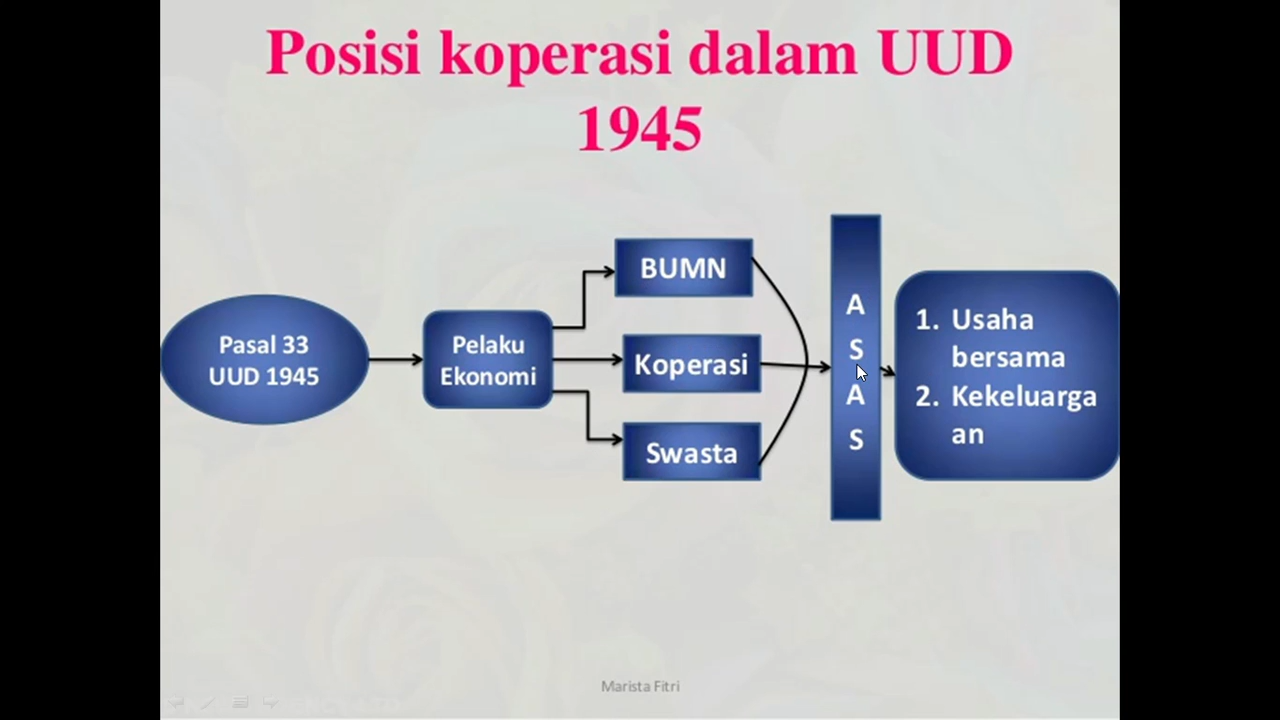 Posisi koperasi dalam UUD
1945
Pasal 33
UUD 1945
Pelaku
Ekonomi
BUMN
Koperasi
Swasta
A
S
A
S
1. Usaha
bersama
2. Kekeluarga
an
Marista Fitri